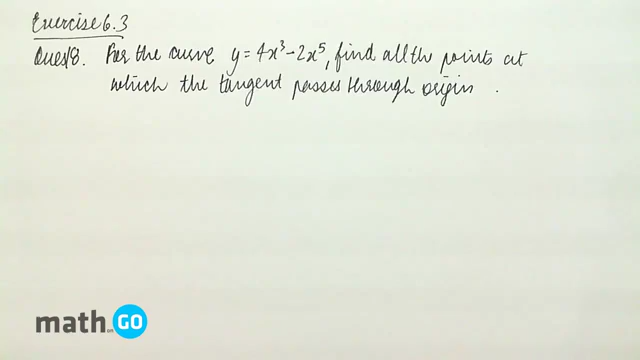 Exercise 6.3
Ques18. For the curve y = 4x³ - 2x⁵, find all the points at
which the tangent passes through origin .
math.GO